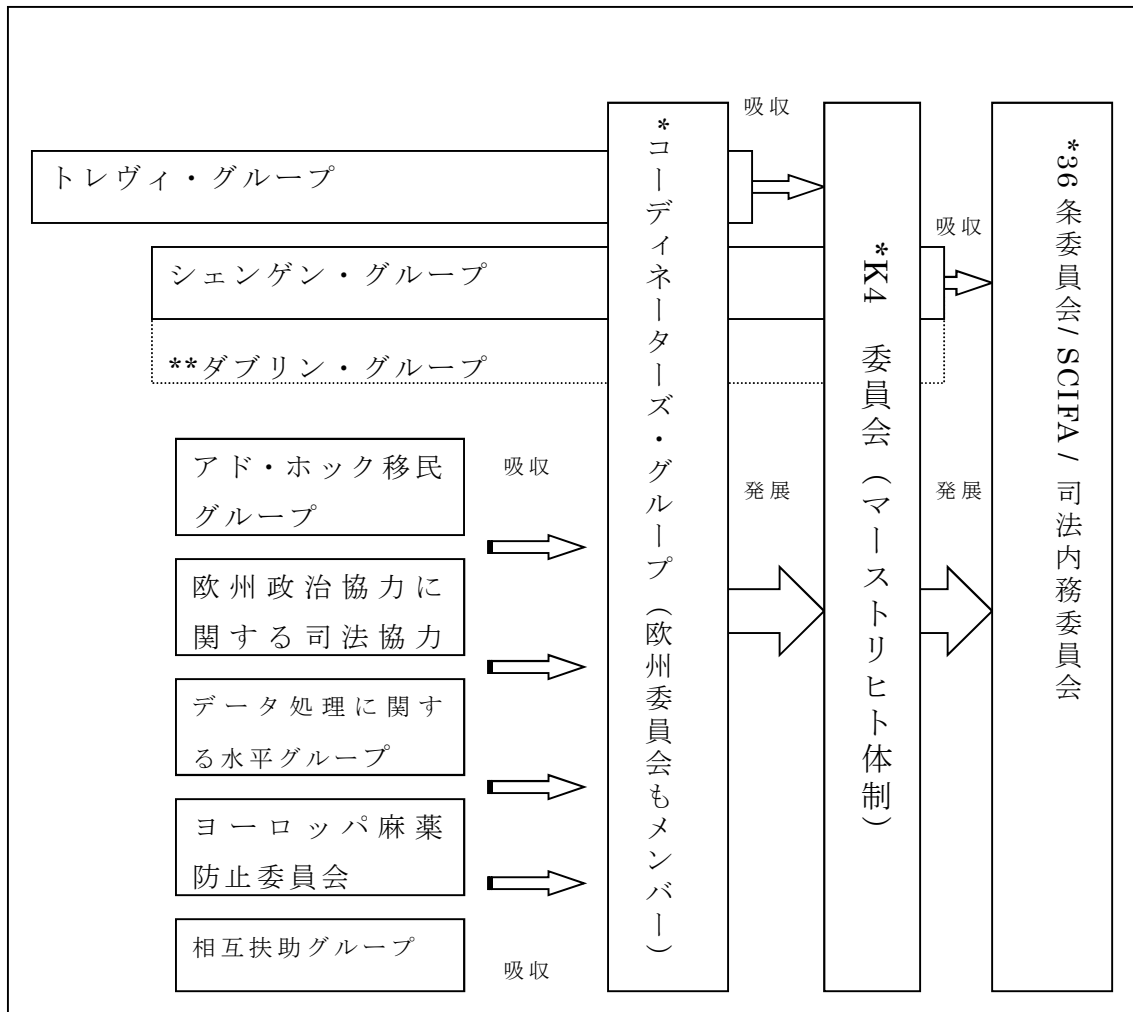 吸収
トレヴィ・グループ
シェンゲン・グループ
**ダブリン・グループ
アド・ホック移民
グループ
欧州政治協力に
関する司法協力
データ処理に関す
る水平グループ
ヨーロッパ麻薬
防止委員会
相互扶助グループ
吸収
吸収
*コーディネーターズ・グループ（欧州委員会もメンバー）
発展
*K4 委員会（マーストリヒト体制）
吸収
発展
*36条委員会/SCIFA/司法内務委員会